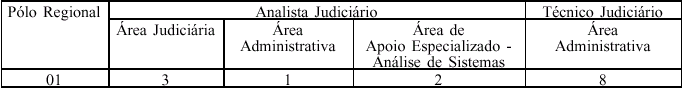 Pólo Regional Analista Judiciário Técnico Judiciário
Área Judiciária Área Administrativa Área de Apoio Especializado - Análise de Sistemas Área Administrativa
01 3 1 2 8